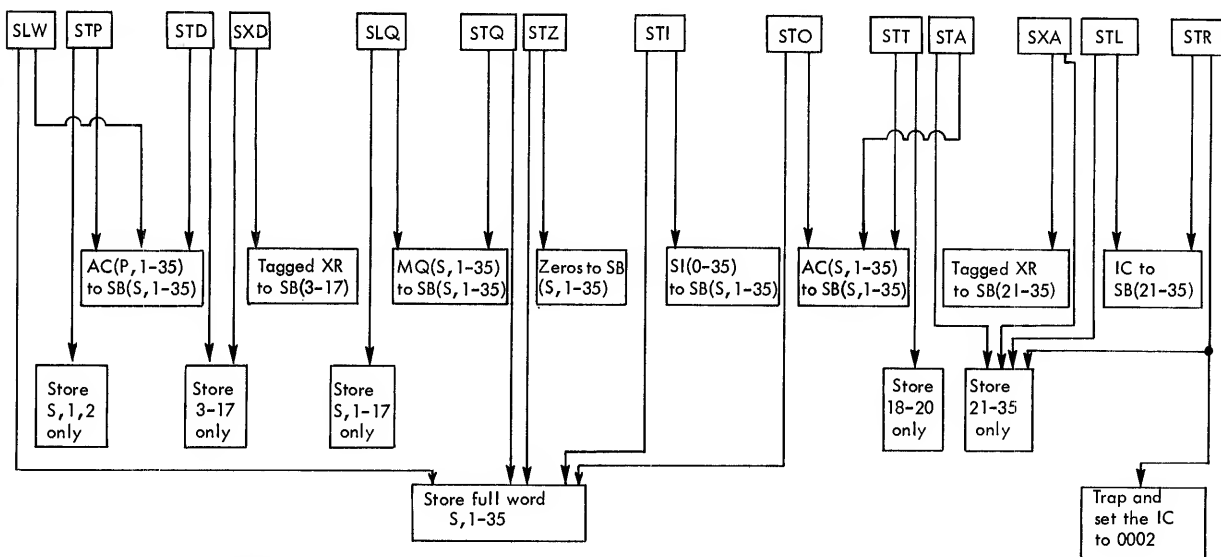 SLW STP STD SXD SLQ STQ STZ STI STO STT STA SXA STL STR
AC(P,1-35)
to SB(S,1-35)
Tagged XR
to SB(3-17)
MQ(S,1-35)
to SB(S,1-35)
Zeros to SB
(S,1-35)
SI(0-35)
to SB(S,1-35)
AC(S,1-35)
to SB(S,1-35)
Tagged XR
to SB(21-35)
IC to
SB(21-35)
Store
S,1,2
only
Store
3-17
only
Store
S,1-17
only
Store
18-20
only
Store
21-35
only
Store full word
S,1-35
Trap and
set the IC
to 0002